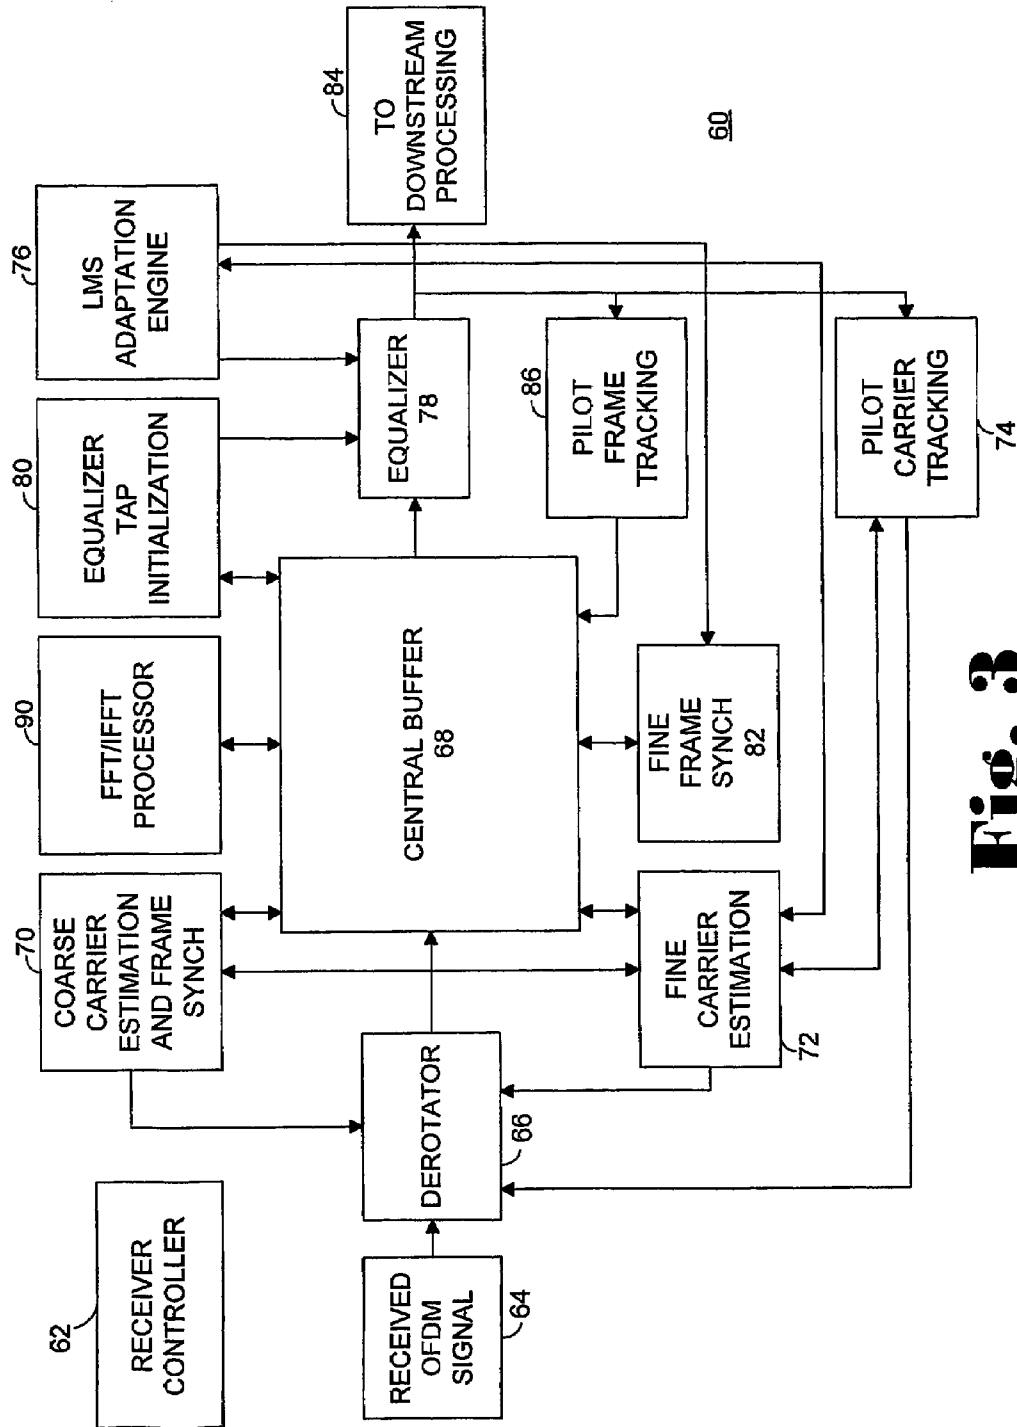 62
RECEIVER
CONTROLLER
70
COARSE
CARRIER
ESTIMATION
AND FRAME
SYNCH
90
FFT/IFFT
PROCESSOR
80
EQUALIZER
TAP
INITIALIZATION
76
LMS
ADAPTATION
ENGINE
RECEIVED
OFDM
SIGNAL
64
DEROTATOR
66
CENTRAL BUFFER
68
EQUALIZER
78
84
TO
DOWNSTREAM
PROCESSING
FINE
CARRIER
ESTIMATION
72
FINE
FRAME
SYNCH
82
86
PILOT
FRAME
TRACKING
PILOT
CARRIER
TRACKING
74
60
Fig. 3